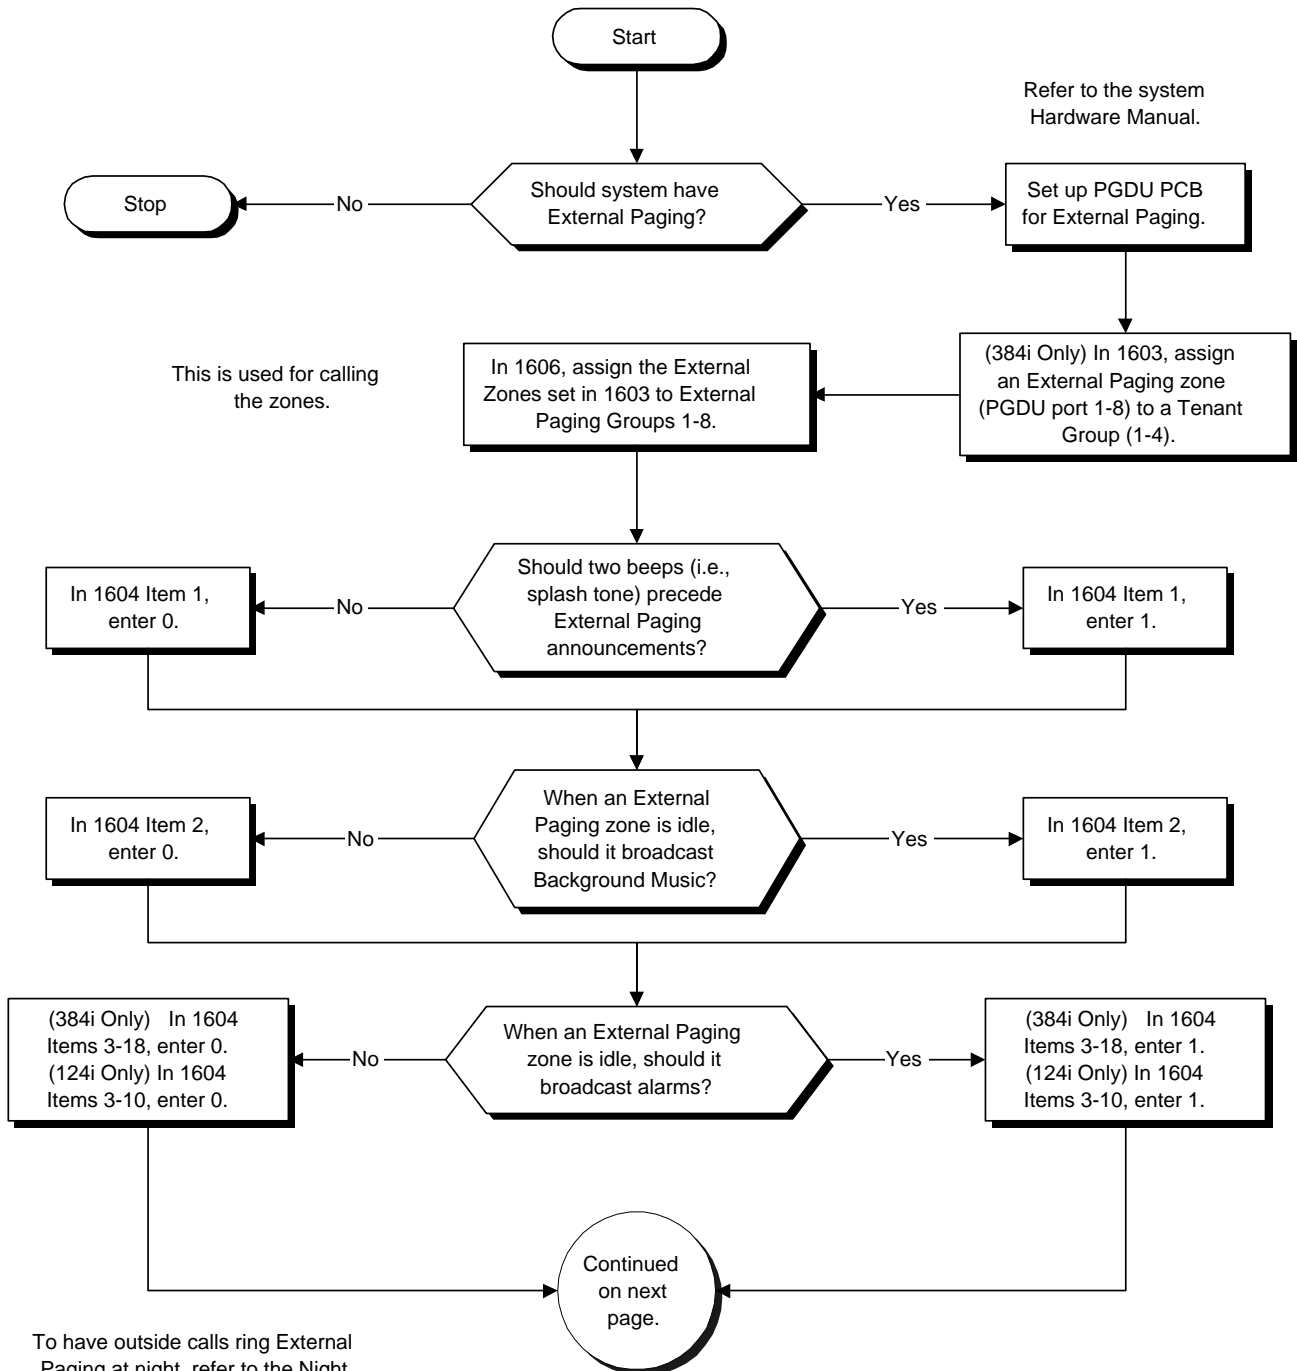 Start
Refer to the system
Hardware Manual.
Stop
No
Should system have
External Paging?
Yes
Set up PGDU PCB
for External Paging.
This is used for calling
the zones.
In 1606, assign the External
Zones set in 1603 to External
Paging Groups 1-8.
(384i Only) In 1603, assign
an External Paging zone
(PGDU port 1-8) to a Tenant
Group (1-4).
In 1604 Item 1,
enter 0.
No
Should two beeps (i.e.,
splash tone) precede
External Paging
announcements?
Yes
In 1604 Item 1,
enter 1.
In 1604 Item 2,
enter 0.
No
When an External
Paging zone is idle,
should it broadcast
Background Music?
Yes
In 1604 Item 2,
enter 1.
(384i Only) In 1604
Items 3-18, enter 0.
(124i Only) In 1604
Items 3-10, enter 0.
No
When an External Paging
zone is idle, should it
broadcast alarms?
Yes
(384i Only) In 1604
Items 3-18, enter 1.
(124i Only) In 1604
Items 3-10, enter 1.
Continued
on next
page.
To have outside calls ring External
Paging at night, refer to the Night